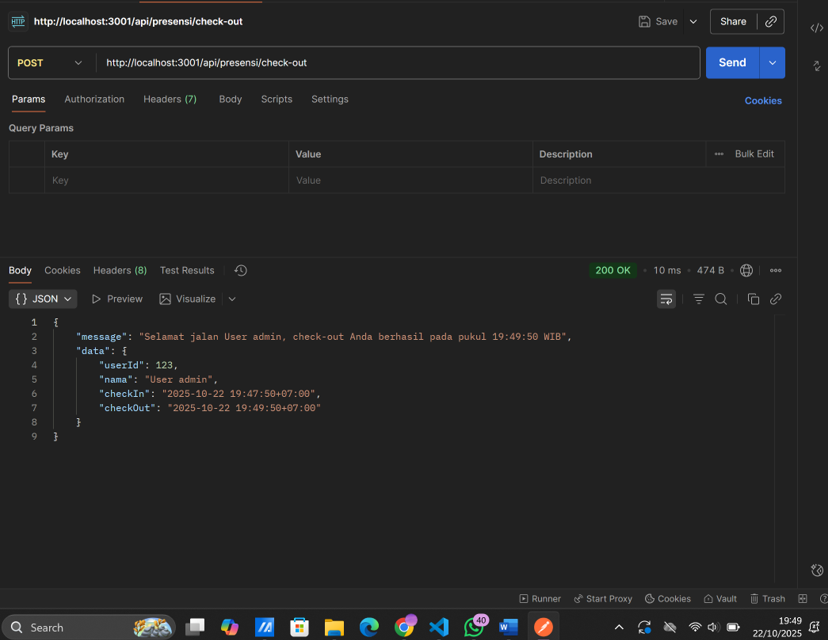 HTTP http://localhost:3001/api/presensi/check-out Save Share
POST http://localhost:3001/api/presensi/check-out Send
Params Authorization Headers (7) Body Scripts Settings Cookies
Query Params
Key Value Description Bulk Edit
Key Value Description
Body Cookies Headers (8) Test Results 200 OK 10 ms 474 B
{} JSON Preview Visualize
1 {
2 "message": "Selamat jalan User admin, check-out Anda berhasil pada pukul 19:49:50 WIB",
3 "data": {
4 "userId": 123,
5 "nama": "User admin",
6 "checkIn": "2025-10-22 19:47:50+07:00",
7 "checkOut": "2025-10-22 19:49:50+07:00"
8 }
9 }
Runner Start Proxy Cookies Vault Trash
Search 40 19:49
22/10/2025